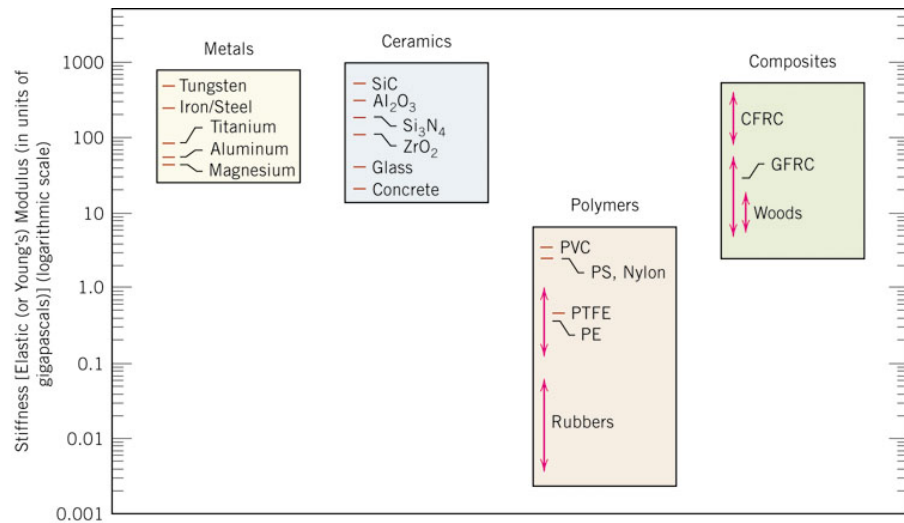 Stiffness [Elastic (or Young's) Modulus (in units of
gigapascals)] (logarithmic scale)
1000
100
10
1.0
0.1
0.01
0.001
Metals
Tungsten
Iron/Steel
Titanium
Aluminum
Magnesium
Ceramics
SiC
Al₂O₃
Si₃N₄
ZrO₂
Glass
Concrete
Polymers
PVC
PS, Nylon
PTFE
PE
Rubbers
Composites
CFRC
GFRC
Woods